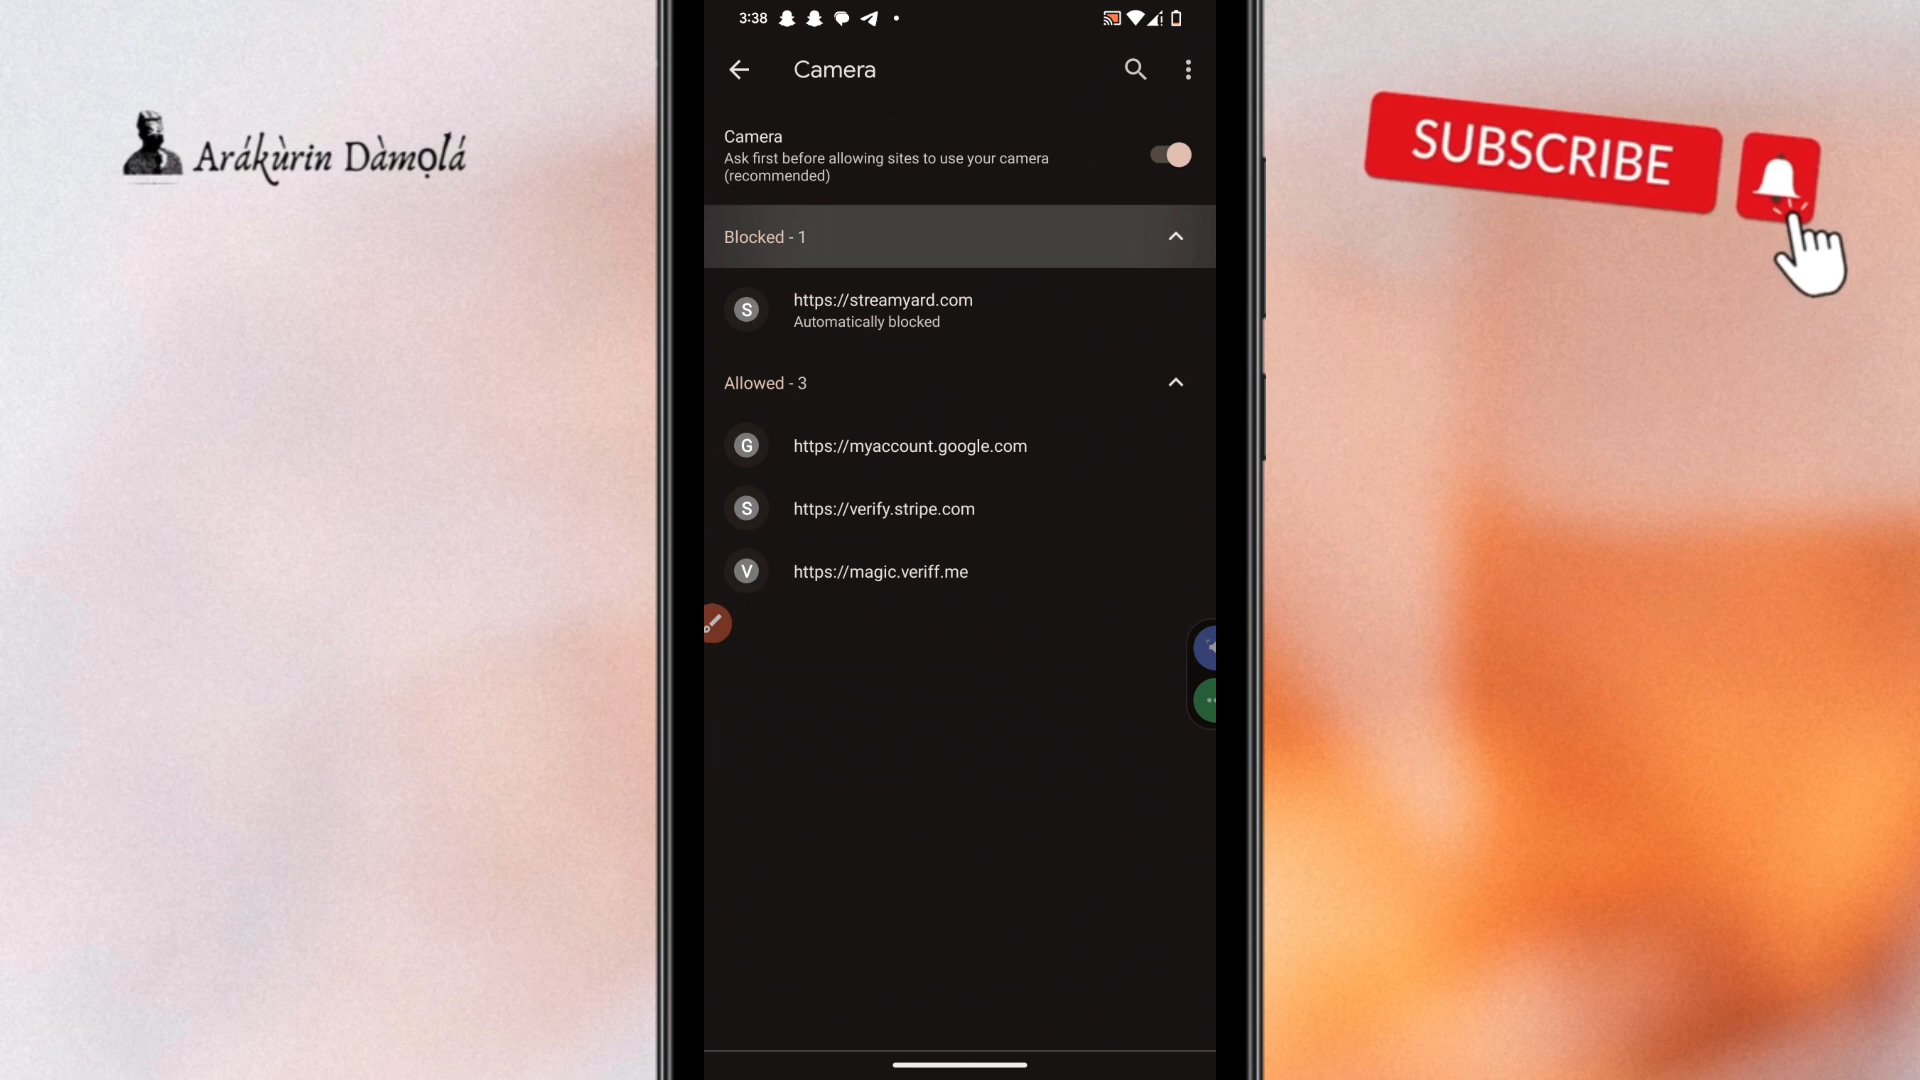 Arákùrin Dàmọlá
SUBSCRIBE
3:38
Camera
Camera
Ask first before allowing sites to use your camera
(recommended)
Blocked - 1
S
https://streamyard.com
Automatically blocked
Allowed - 3
G
https://myaccount.google.com
S
https://verify.stripe.com
V
https://magic.veriff.me